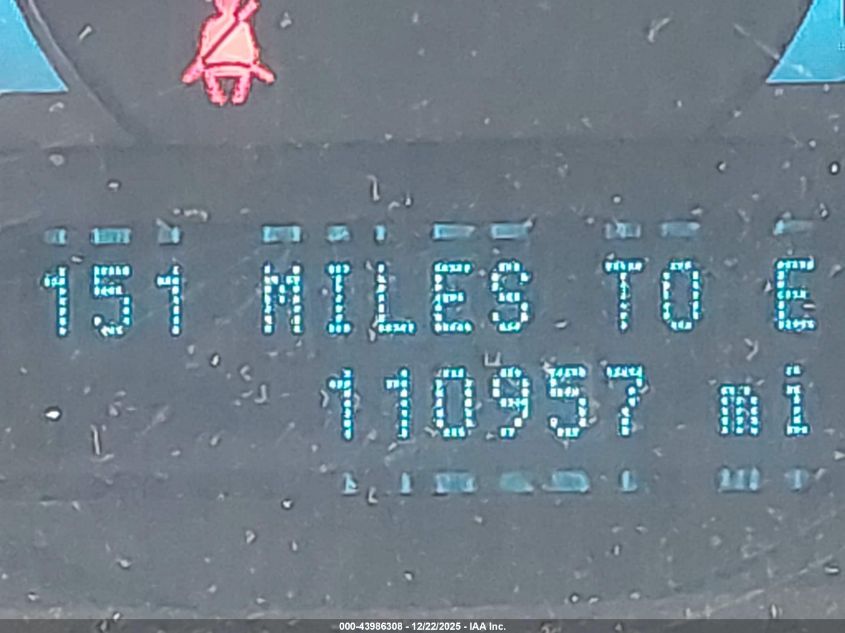 151 MILES TO E
110957 mi
000-43986308 - 12/22/2025 - IAA Inc.